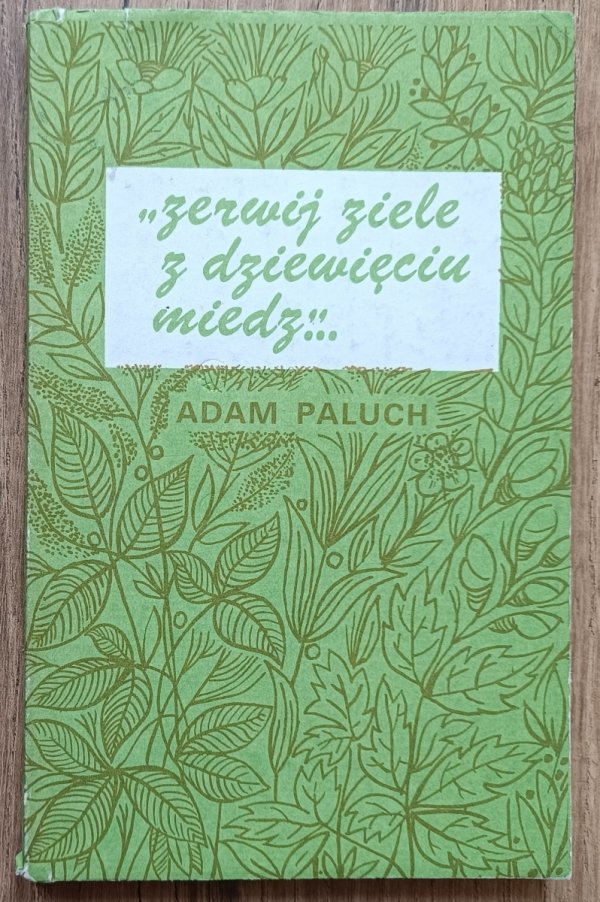 „zerwij ziele
z dziewięciu
miedz”...
ADAM PALUCH